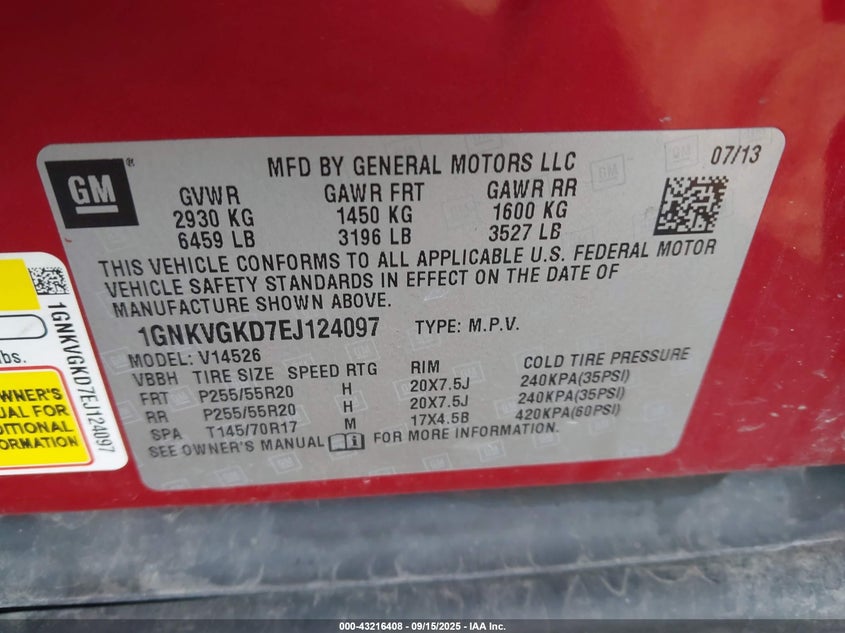 GM
®
MFD BY GENERAL MOTORS LLC
07/13
GVWR GAWR FRT GAWR RR
2930 KG 1450 KG 1600 KG
6459 LB 3196 LB 3527 LB
THIS VEHICLE CONFORMS TO ALL APPLICABLE U.S. FEDERAL MOTOR
VEHICLE SAFETY STANDARDS IN EFFECT ON THE DATE OF
MANUFACTURE SHOWN ABOVE.
1GNKVGKD7EJ124097 TYPE: M.P.V.
MODEL: V14526
VBBH TIRE SIZE SPEED RTG RIM COLD TIRE PRESSURE
FRT P255/55R20 H 20X7.5J 240KPA(35PSI)
RR P255/55R20 H 20X7.5J 240KPA(35PSI)
SPA T145/70R17 M 17X4.5B 420KPA(60PSI)
SEE OWNER'S MANUAL FOR MORE INFORMATION.
1GNKVGKD7EJ124097
lbs.
OWNER'S
UAL FOR
DITIONAL
ORMATION
000-43216408 - 09/15/2025 - IAA Inc.